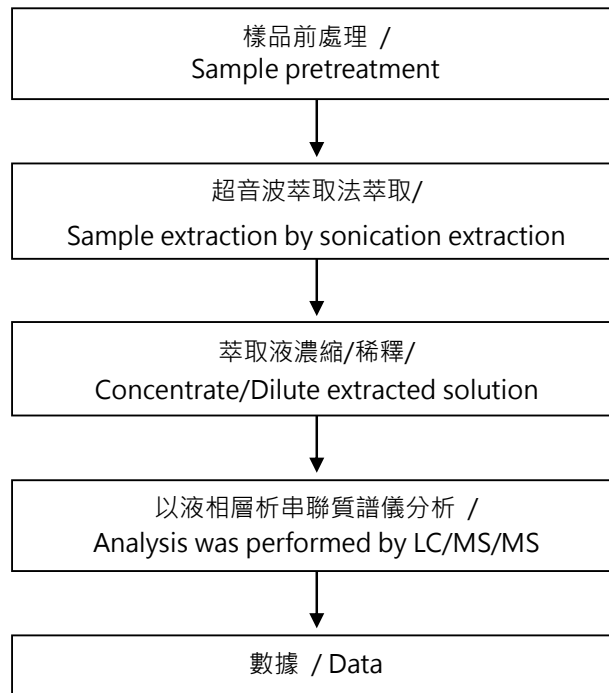 樣品前處理 /
Sample pretreatment
超音波萃取法萃取/
Sample extraction by sonication extraction
萃取液濃縮/稀釋/
Concentrate/Dilute extracted solution
以液相層析串聯質譜儀分析 /
Analysis was performed by LC/MS/MS
數據 / Data